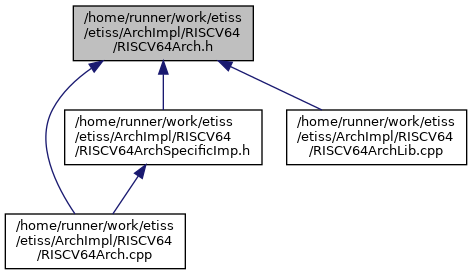 /home/runner/work/etiss
/etiss/ArchImpl/RISCV64
/RISCV64Arch.h
/home/runner/work/etiss
/etiss/ArchImpl/RISCV64
/RISCV64ArchSpecificImp.h
/home/runner/work/etiss
/etiss/ArchImpl/RISCV64
/RISCV64ArchLib.cpp
/home/runner/work/etiss
/etiss/ArchImpl/RISCV64
/RISCV64Arch.cpp